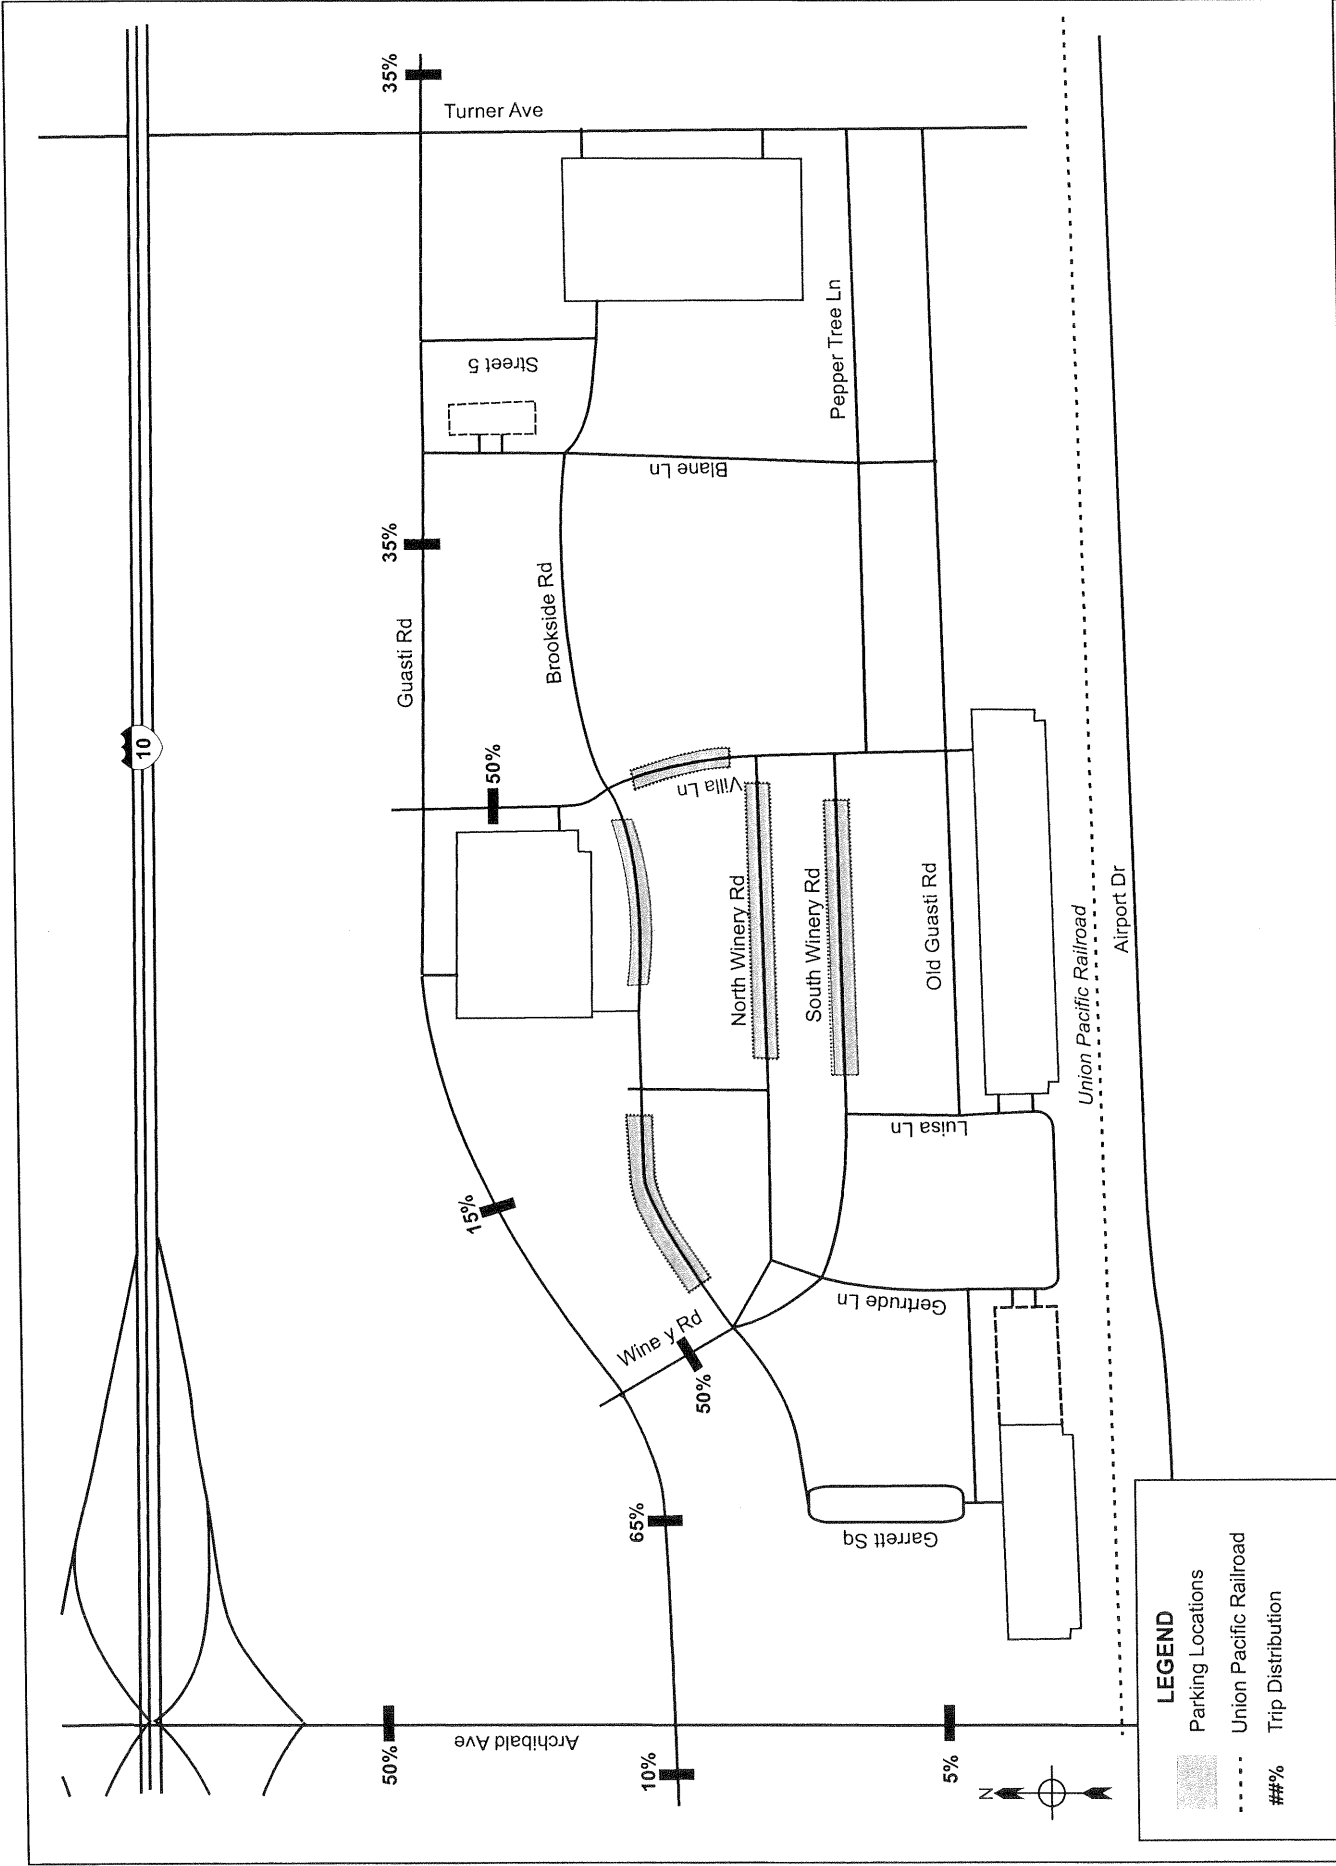 35%
Turner Ave
10
Guasti Rd
35%
Street 5
Brookside Rd
Blane Ln
Pepper Tree Ln
50%
Villa Ln
North Winery Rd
South Winery Rd
Old Guasti Rd
Union Pacific Railroad
Airport Dr
15%
Luisa Ln
Gertrude Ln
Wine y Rd
50%
65%
Garrett Sq
50%
Archibald Ave
10%
5%
N
LEGEND
Parking Locations
Union Pacific Railroad
##% Trip Distribution